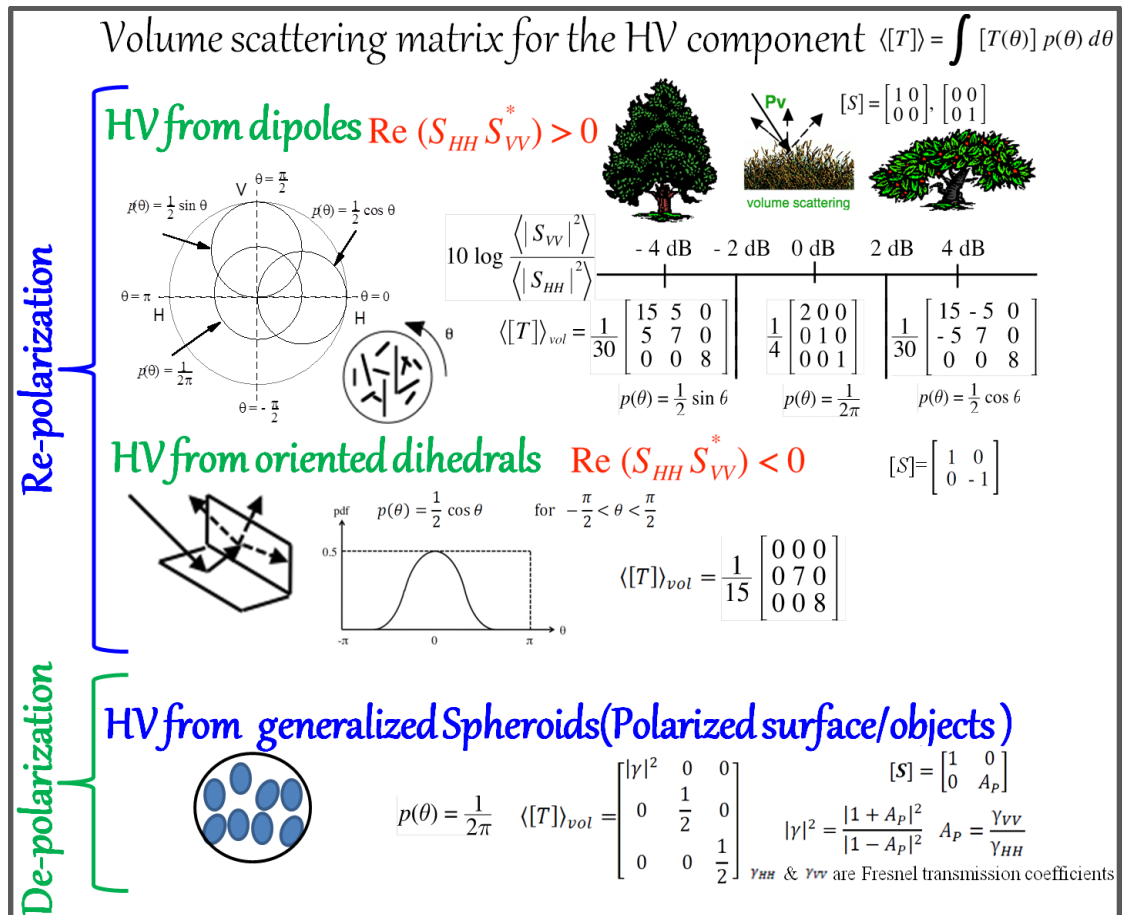 Volume scattering matrix for the HV component ⟨[T]⟩ = ∫ [T(θ)] p(θ) dθ
Re-polarization
HV from dipoles Re (S_HH S_VV^*) > 0
Pv
volume scattering
[S] = [1 0; 0 0], [0 0; 0 1]
V θ = π/2
p(θ) = 1/2 sin θ
p(θ) = 1/2 cos θ
θ = π
θ = 0
H
H
p(θ) = 1/2π
θ = - π/2
θ
10 log ⟨|S_VV|^2⟩ / ⟨|S_HH|^2⟩
- 4 dB - 2 dB 0 dB 2 dB 4 dB
⟨[T]⟩_vol = 1/30 [15 5 0; 5 7 0; 0 0 8]
1/4 [2 0 0; 0 1 0; 0 0 1]
1/30 [15 - 5 0; - 5 7 0; 0 0 8]
p(θ) = 1/2 sin θ
p(θ) = 1/2π
p(θ) = 1/2 cos θ
HV from oriented dihedrals Re (S_HH S_VV^*) < 0
[S]= [1 0; 0 - 1]
pdf
p(θ) = 1/2 cos θ for - π/2 < θ < π/2
0.5
-π 0 π θ
⟨[T]⟩_vol = 1/15 [0 0 0; 0 7 0; 0 0 8]
De-polarization
HV from generalized Spheroids(Polarized surface/objects )
p(θ) = 1/2π
⟨[T]⟩_vol = [|γ|^2 0 0; 0 1/2 0; 0 0 1/2]
[S] = [1 0; 0 A_P]
|γ|^2 = |1 + A_P|^2 / |1 − A_P|^2 A_P = γ_VV / γ_HH
γ_HH & γ_VV are Fresnel transmission coefficients